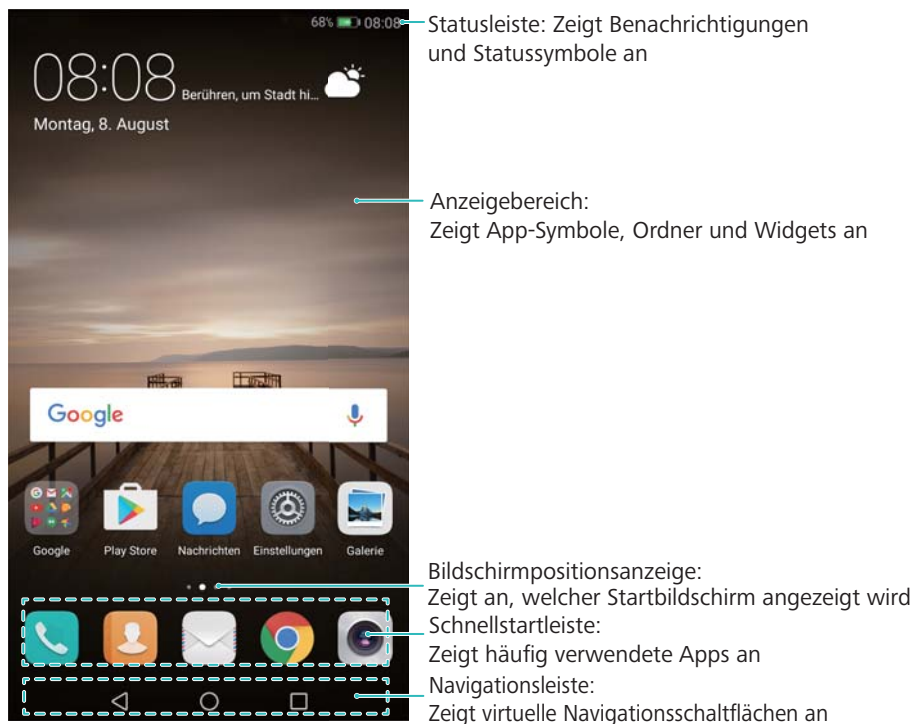 68% 08:08
Statusleiste: Zeigt Benachrichtigungen
und Statussymbole an
08:08
Berühren, um Stadt hi...
Montag, 8. August
Anzeigebereich:
Zeigt App-Symbole, Ordner und Widgets an
Google
Google
Play Store
Nachrichten
Einstellungen
Galerie
Bildschirmpositionsanzeige:
Zeigt an, welcher Startbildschirm angezeigt wird
Schnellstartleiste:
Zeigt häufig verwendete Apps an
Navigationsleiste:
Zeigt virtuelle Navigationsschaltflächen an